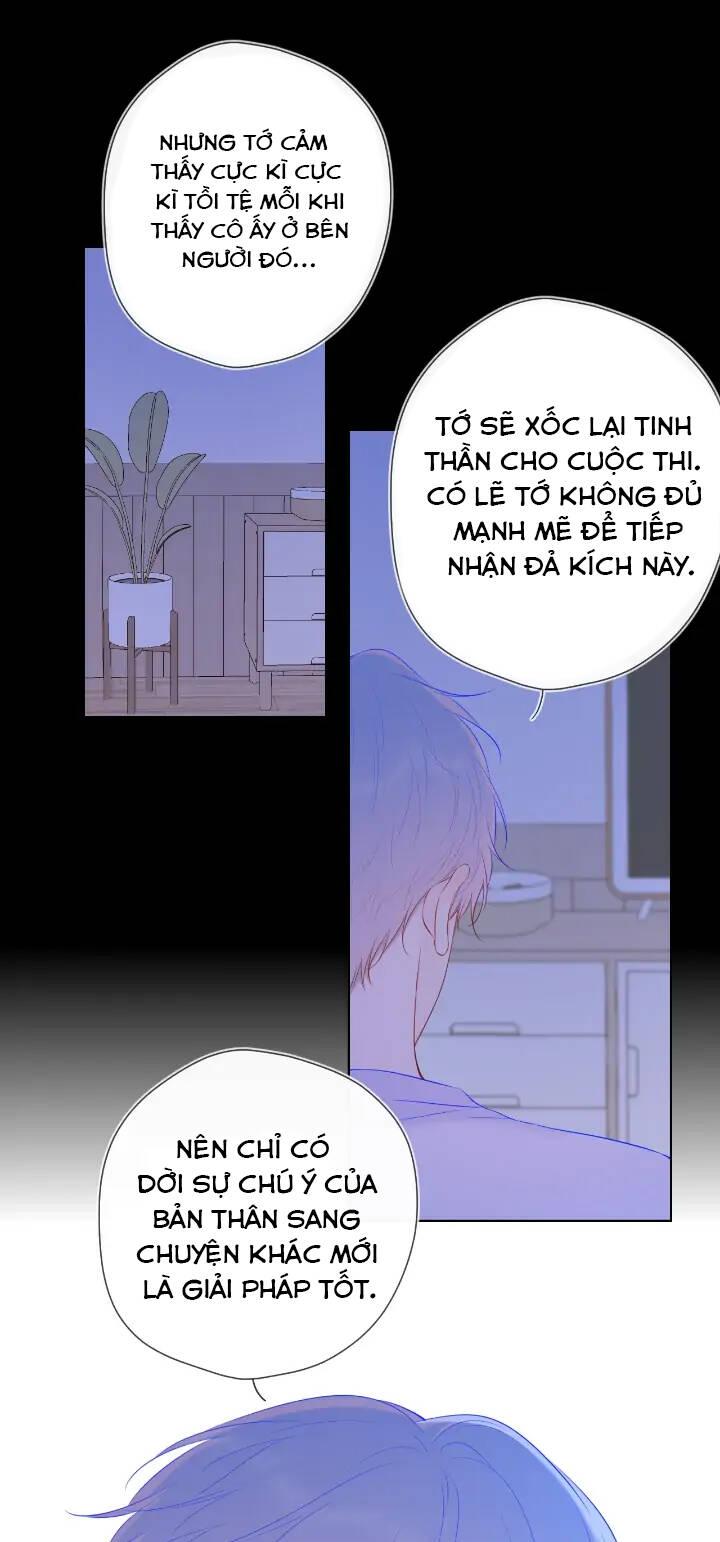 NHƯNG TỚ CẢM
THẤY CỰC KÌ CỰC
KÌ TỒI TỆ MỖI KHI
THẤY CÔ ẤY Ở BÊN
NGƯỜI ĐÓ...
TỚ SẼ XỐC LẠI TINH
THẦN CHO CUỘC THI.
CÓ LẼ TỚ KHÔNG ĐỦ
MẠNH MẼ ĐỂ TIẾP
NHẬN ĐẢ KÍCH NÀY.
NÊN CHỈ CÓ
DỜI SỰ CHÚ Ý CỦA
BẢN THÂN SANG
CHUYỆN KHÁC MỚI
LÀ GIẢI PHÁP TỐT.